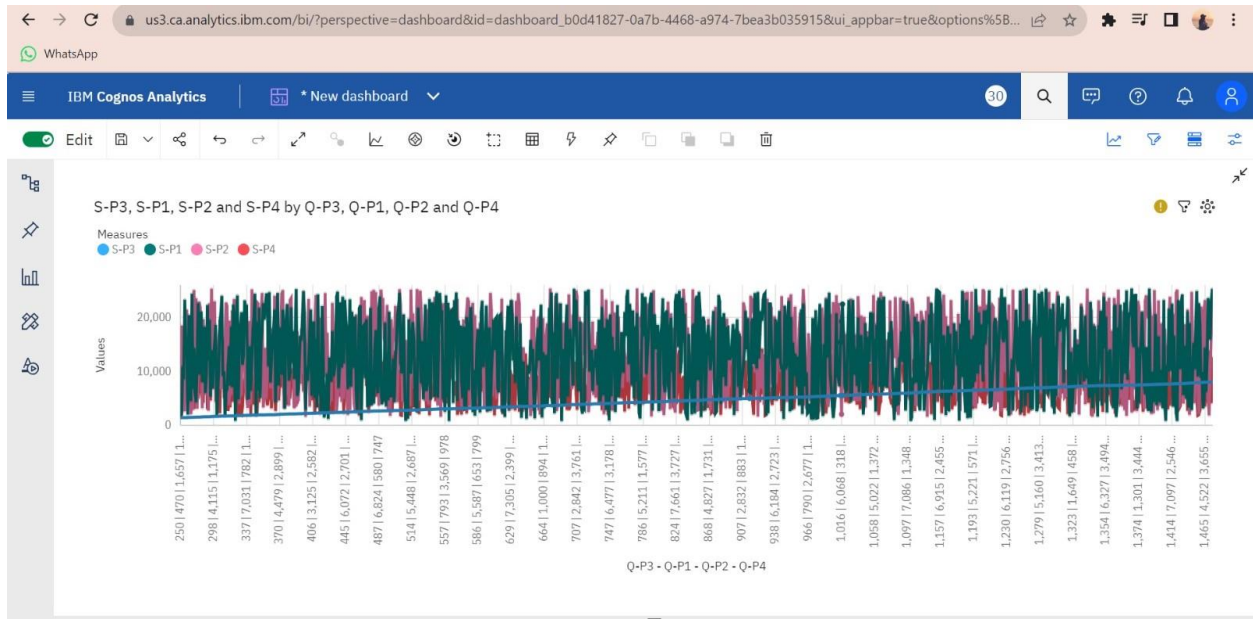 us3.ca.analytics.ibm.com/bi/?perspective=dashboard&id=dashboard_b0d41827-0a7b-4468-a974-7bea3b035915&ui_appbar=true&options%5B...
WhatsApp
IBM Cognos Analytics
* New dashboard
30
Edit
S-P3, S-P1, S-P2 and S-P4 by Q-P3, Q-P1, Q-P2 and Q-P4
Measures
S-P3 S-P1 S-P2 S-P4
Values
20,000
10,000
0
250 | 470 | 1,657 | 1...
298 | 4,115 | 1,175 |...
337 | 7,031 | 782 | 1...
370 | 4,479 | 2,899 |...
406 | 3,125 | 2,582 |...
445 | 6,072 | 2,701 |...
487 | 6,824 | 580 | 747
514 | 5,448 | 2,687 |...
557 | 793 | 3,569 | 978
586 | 5,587 | 653 | 799
629 | 7,305 | 2,399 |...
664 | 1,000 | 894 | 1...
707 | 2,842 | 3,761 |...
747 | 6,477 | 3,178 |...
786 | 5,211 | 1,577 |...
824 | 7,661 | 3,727 |...
868 | 4,827 | 1,731 |...
907 | 2,832 | 883 | 1...
938 | 6,184 | 2,723 |...
966 | 790 | 2,677 | 1...
1,016 | 6,068 | 318 |...
1,058 | 5,022 | 1,372 ...
1,097 | 7,086 | 1,348 ...
1,157 | 6,915 | 2,455 ...
1,193 | 5,221 | 571 |...
1,230 | 6,119 | 2,756 ...
1,279 | 5,160 | 3,413...
1,323 | 1,649 | 458 |...
1,354 | 6,327 | 3,494...
1,374 | 1,301 | 3,444 ...
1,414 | 7,097 | 2,546 ...
1,465 | 4,522 | 3,655 ...
Q-P3 - Q-P1 - Q-P2 - Q-P4